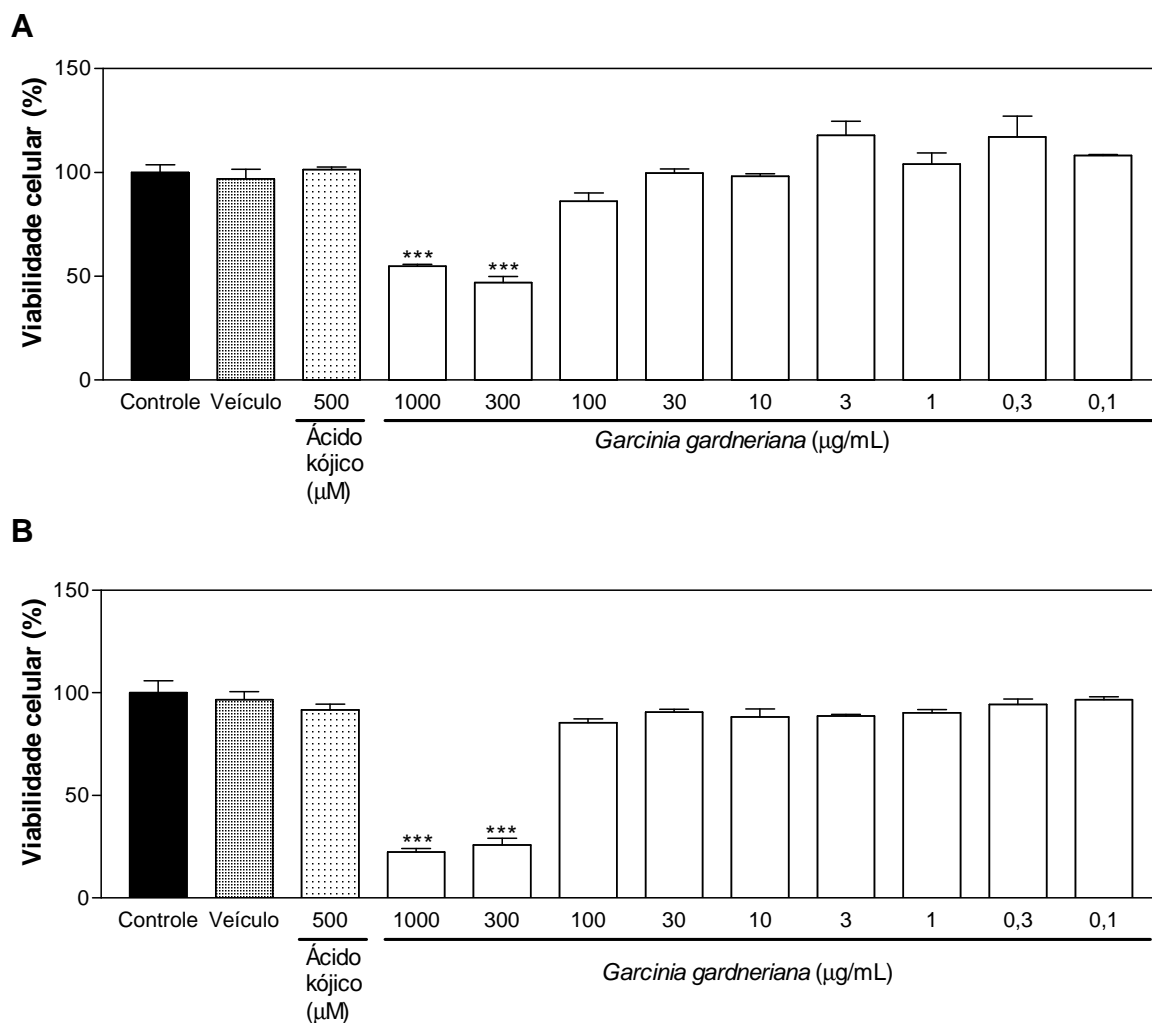 A
Viabilidade celular (%)
150
100
50
0
*** ***
Controle Veículo 500 1000 300 100 30 10 3 1 0,3 0,1
Ácido
kójico
(μM)
Garcinia gardneriana (μg/mL)
B
Viabilidade celular (%)
150
100
50
0
*** ***
Controle Veículo 500 1000 300 100 30 10 3 1 0,3 0,1
Ácido
kójico
(μM)
Garcinia gardneriana (μg/mL)